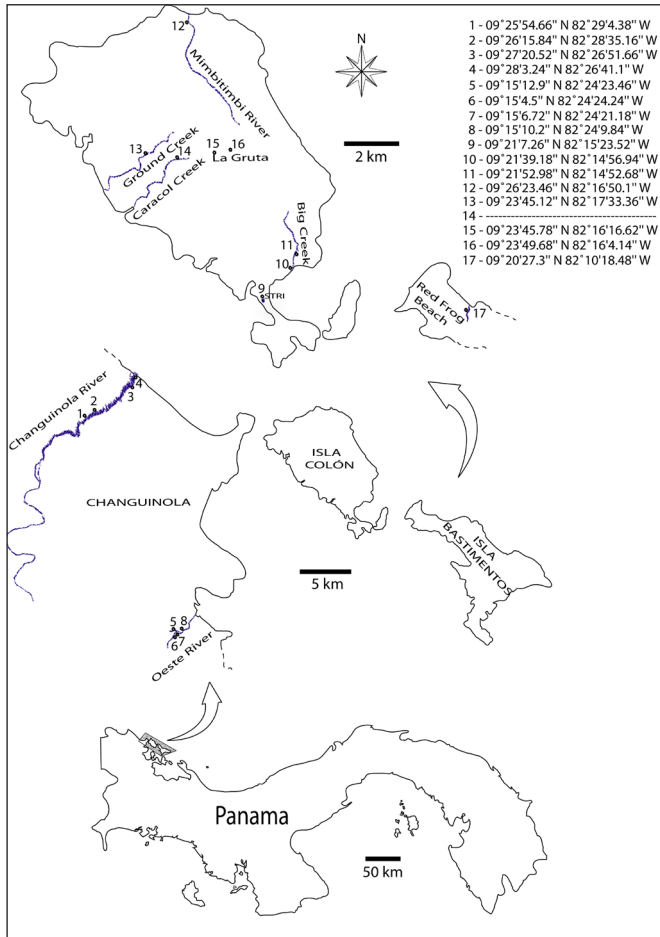 12
Mimbitimbi River
N
2 km
13
14
15
16
Ground Creek
La Gruta
Caracol Creek
Big Creek
11
10
9
STRI
Red Frog
Beach
17
1 - 09°25'54.66'' N 82°29'4.38'' W
2 - 09°26'15.84'' N 82°28'35.16'' W
3 - 09°27'20.52'' N 82°26'51.66'' W
4 - 09°28'3.24'' N 82°26'41.1'' W
5 - 09°15'12.9'' N 82°24'23.46'' W
6 - 09°15'4.5'' N 82°24'24.24'' W
7 - 09°15'6.72'' N 82°24'21.18'' W
8 - 09°15'10.2'' N 82°24'9.84'' W
9 - 09°21'7.26'' N 82°15'23.52'' W
10 - 09°21'39.18'' N 82°14'56.94'' W
11 - 09°21'52.98'' N 82°14'52.68'' W
12 - 09°26'23.46'' N 82°16'50.1'' W
13 - 09°23'45.12'' N 82°17'33.36'' W
14 - ------------------------------------------
15 - 09°23'45.78'' N 82°16'16.62'' W
16 - 09°23'49.68'' N 82°16'4.14'' W
17 - 09°20'27.3'' N 82°10'18.48'' W
Changuinola River
4
3
2
1
CHANGUINOLA
ISLA
COLÓN
ISLA
BASTIMENTOS
5 km
5
8
7
6
Oeste River
Panama
50 km